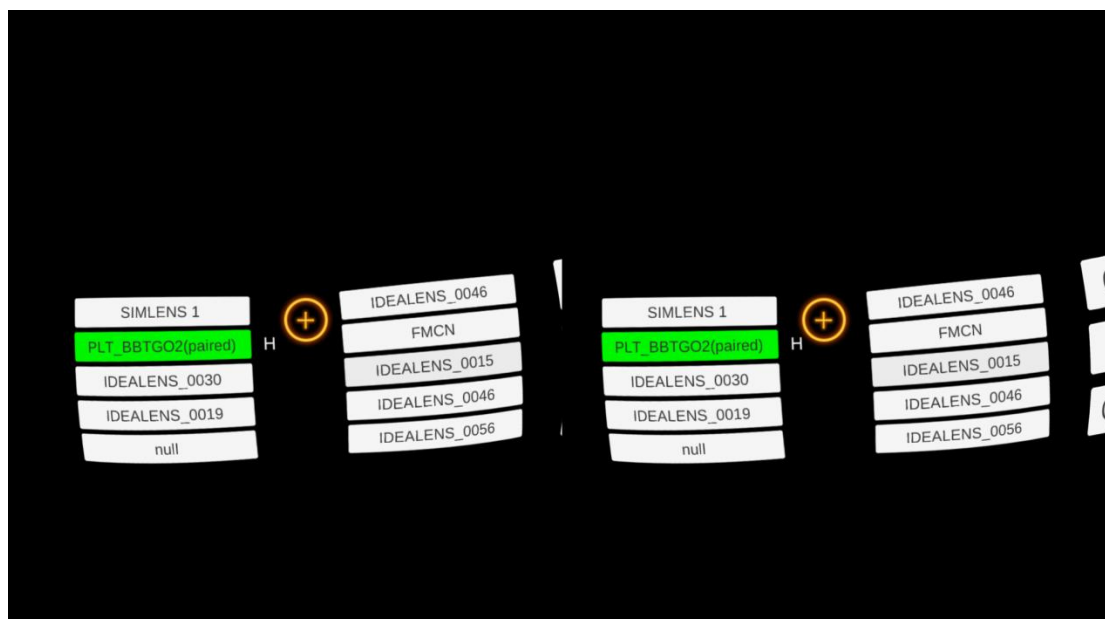 SIMLENS 1
PLT_BBTGO2(paired)
H
IDEALENS_0030
IDEALENS_0019
null
IDEALENS_0046
FMCN
IDEALENS_0015
IDEALENS_0046
IDEALENS_0056
SIMLENS 1
PLT_BBTGO2(paired)
H
IDEALENS_0030
IDEALENS_0019
null
IDEALENS_0046
FMCN
IDEALENS_0015
IDEALENS_0046
IDEALENS_0056